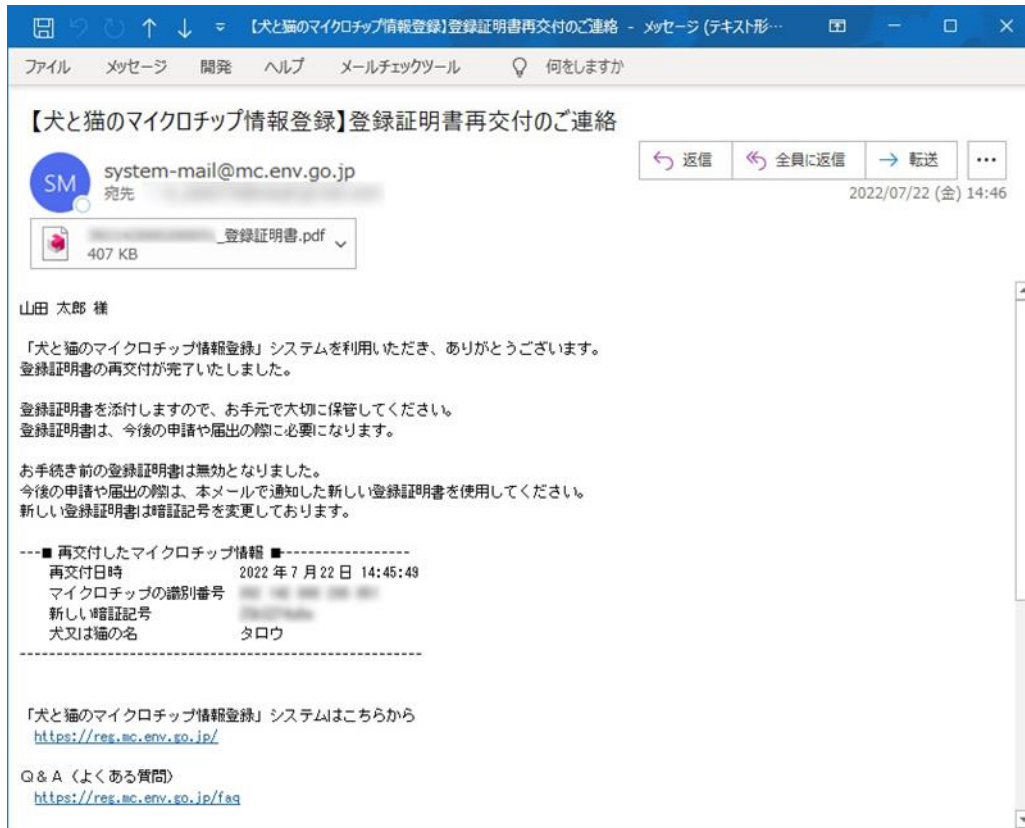 【犬と猫のマイクロチップ情報登録】登録証明書再交付のご連絡 - メッセージ (テキスト形…
ファイル メッセージ 開発 ヘルプ メールチェックツール 何をしますか
【犬と猫のマイクロチップ情報登録】登録証明書再交付のご連絡
SM
system-mail@mc.env.go.jp
宛先
返信 全員に返信 転送 …
2022/07/22 (金) 14:46
_登録証明書.pdf
407 KB
山田 太郎 様
「犬と猫のマイクロチップ情報登録」システムを利用いただき、ありがとうございます。
登録証明書の再交付が完了いたしました。
登録証明書を添付しますので、お手元で大切に保管してください。
登録証明書は、今後の申請や届出の際に必要になります。
お手続き前の登録証明書は無効となりました。
今後の申請や届出の際は、本メールで通知した新しい登録証明書を使用してください。
新しい登録証明書は暗証記号を変更しております。
---■ 再交付したマイクロチップ情報 ■------------------
再交付日時 2022 年 7 月 22 日 14:45:49
マイクロチップの識別番号
新しい暗証記号
犬又は猫の名 タロウ
-------------------------------------------------------
「犬と猫のマイクロチップ情報登録」システムはこちらから
https://reg.mc.env.go.jp/
Q&A(よくある質問)
https://reg.mc.env.go.jp/faq